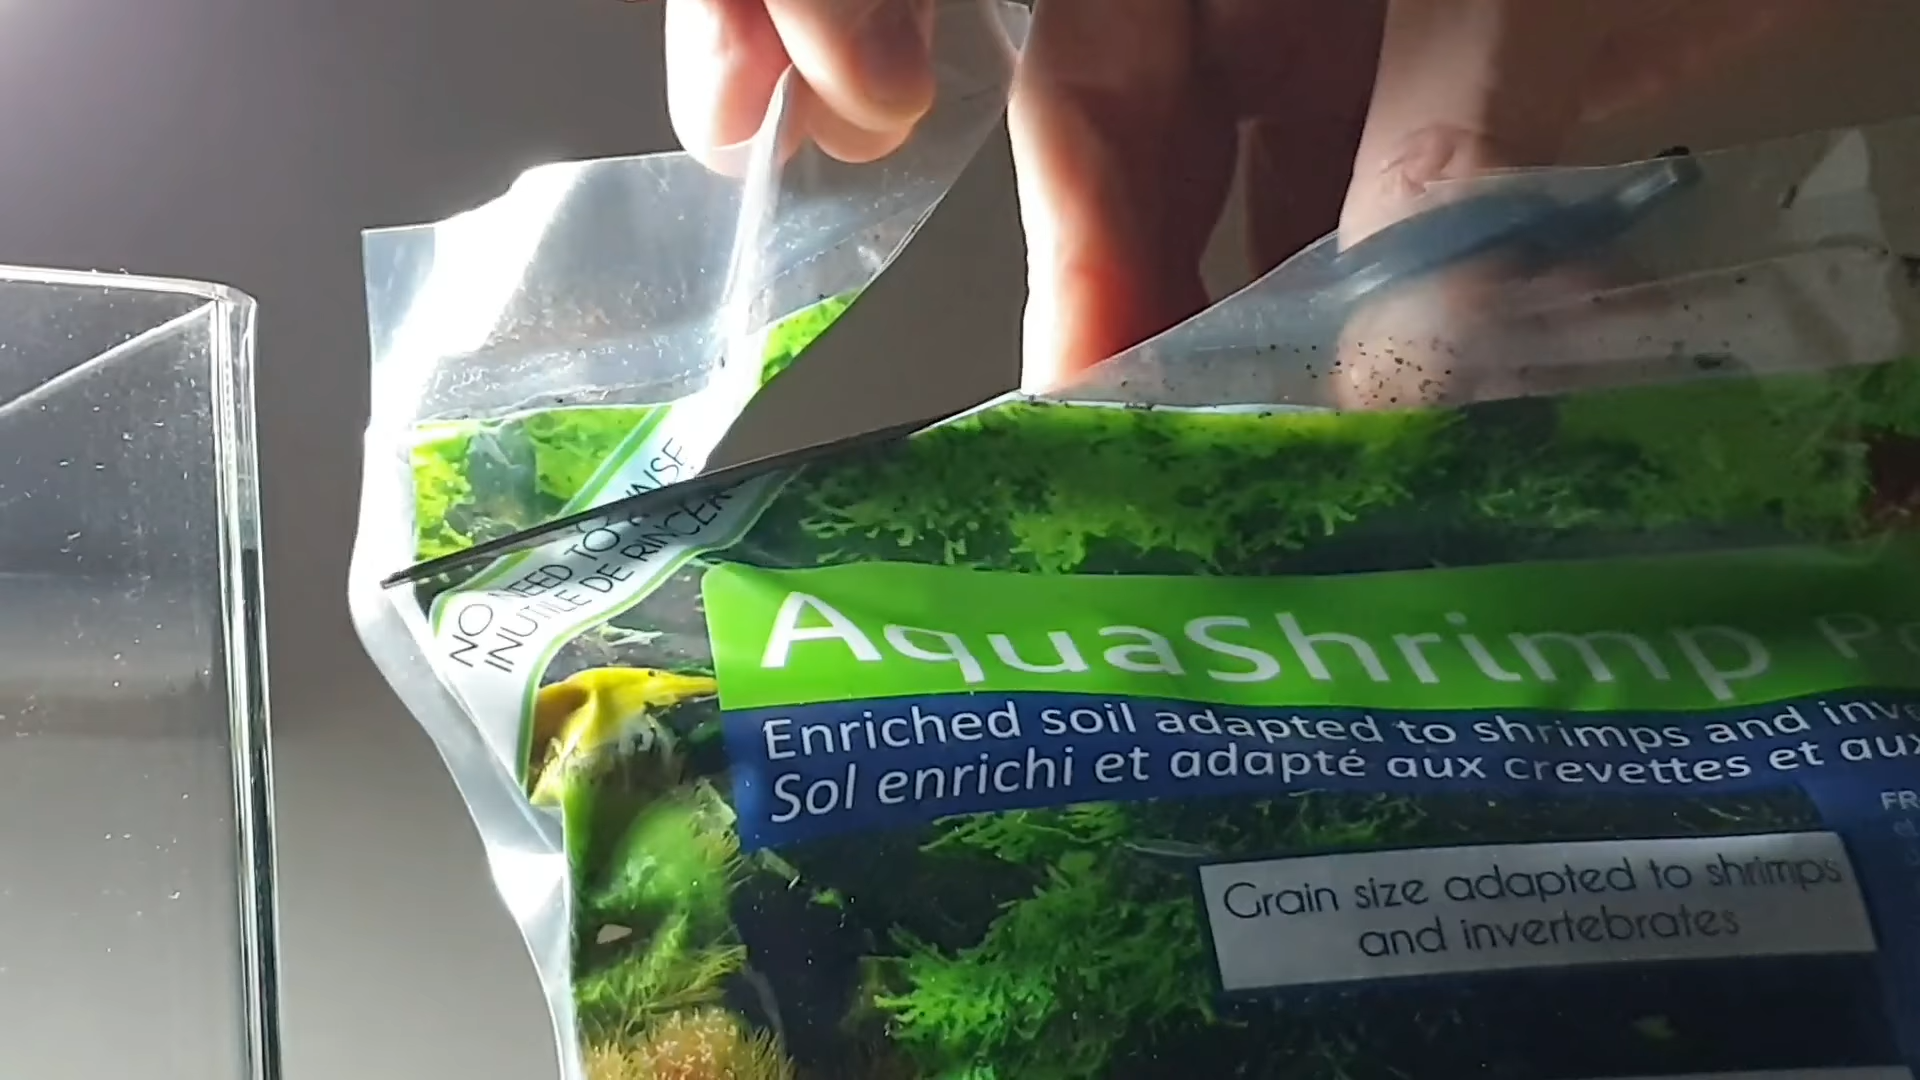 NO NEED TO
INUTILE DE RINCER
AquaShrimp
Enriched soil adapted to shrimps and
Sol enrichi et adapté aux crevettes et aux
FR
Grain size adapted to shrimps
and invertebrates